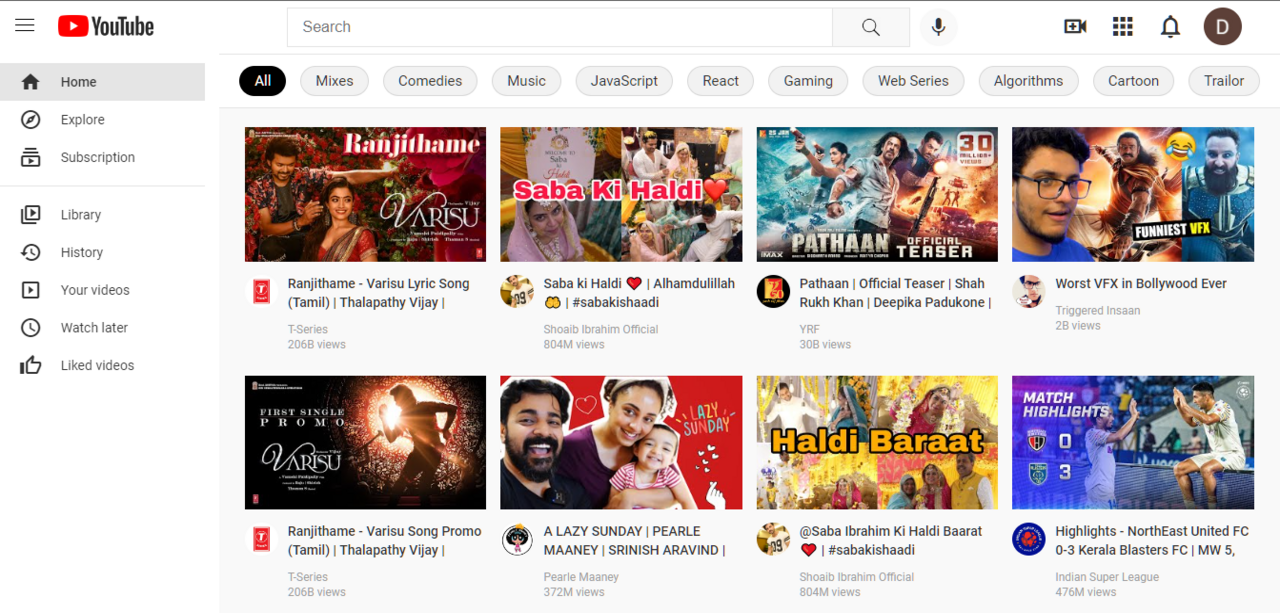 YouTube
Search
D
Home
Explore
Subscription
Library
History
Your videos
Watch later
Liked videos
All
Mixes
Comedies
Music
JavaScript
React
Gaming
Web Series
Algorithms
Cartoon
Trailor
Ranjithame
VARISU
WELCOME TO
Saba
Haldi
Saba Ki Haldi❤️
25 JAN
30
MILLION+
VIEWS
PATHAAN
OFFICIAL
TEASER
IMAX
FUNNIEST VFX
Ranjithame - Varisu Lyric Song
(Tamil) | Thalapathy Vijay |
T-Series
206B views
Saba ki Haldi ❤️ | Alhamdulillah
🤲 | #sabakishaadi
Shoaib Ibrahim Official
804M views
Pathaan | Official Teaser | Shah
Rukh Khan | Deepika Padukone |
YRF
30B views
Worst VFX in Bollywood Ever
Triggered Insaan
2B views
FIRST SINGLE
PROMO
VARISU
LAZY
SUNDAY
Haldi Baraat
MATCH
HIGHLIGHTS
0
3
Ranjithame - Varisu Song Promo
(Tamil) | Thalapathy Vijay |
T-Series
206B views
A LAZY SUNDAY | PEARLE
MAANEY | SRINISH ARAVIND |
Pearle Maaney
372M views
@Saba Ibrahim Ki Haldi Baarat
❤️ | #sabakishaadi
Shoaib Ibrahim Official
804M views
Highlights - NorthEast United FC
0-3 Kerala Blasters FC | MW 5,
Indian Super League
476M views